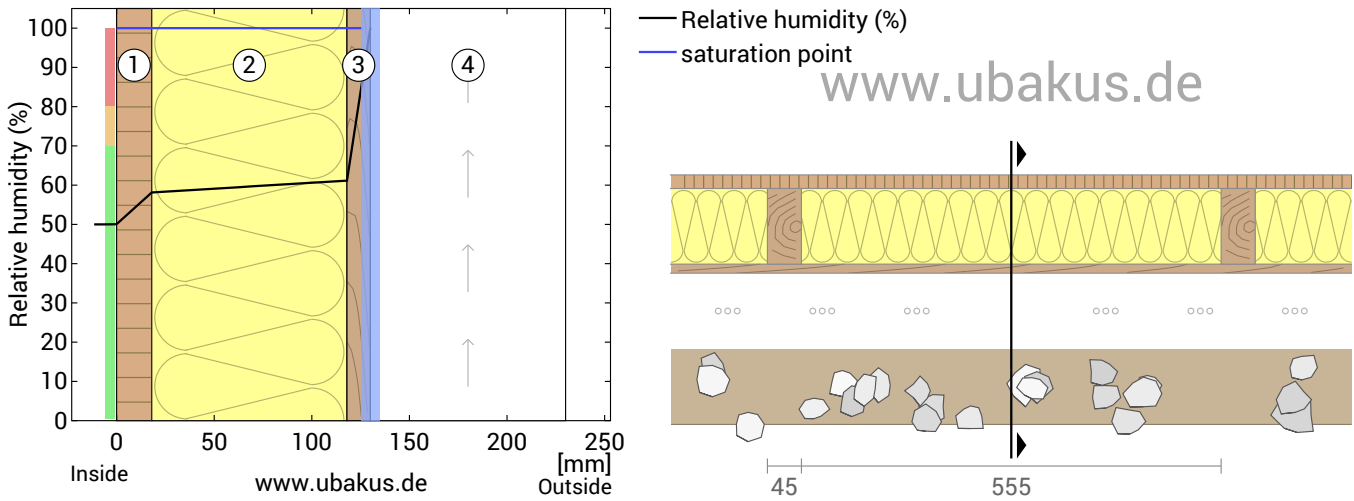 Relative humidity (%)
100
90
80
70
60
50
40
30
20
10
0
1
2
3
4
0
50
100
150
200
250
[mm]
Inside
www.ubakus.de
Outside
Relative humidity (%)
saturation point
www.ubakus.de
45
555